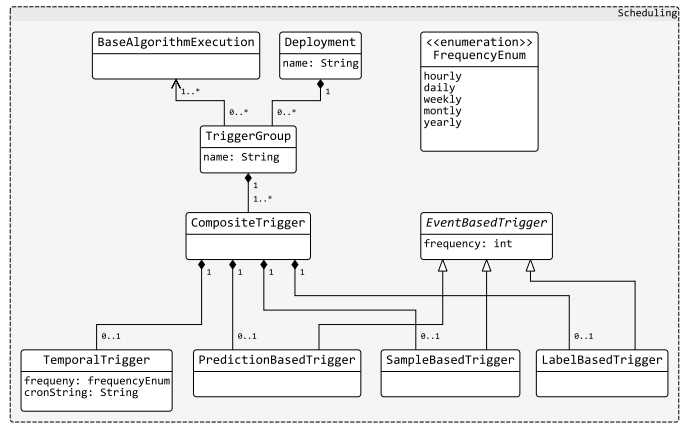 Scheduling
BaseAlgorithmExecution
Deployment
name: String
<<enumeration>>
FrequencyEnum
hourly
daily
weekly
montly
yearly
1..*
1
0..*
0..*
TriggerGroup
name: String
1
1..*
CompositeTrigger
EventBasedTrigger
frequency: int
1
1
1
1
0..1
0..1
0..1
0..1
TemporalTrigger
frequeny: frequencyEnum
cronString: String
PredictionBasedTrigger
SampleBasedTrigger
LabelBasedTrigger